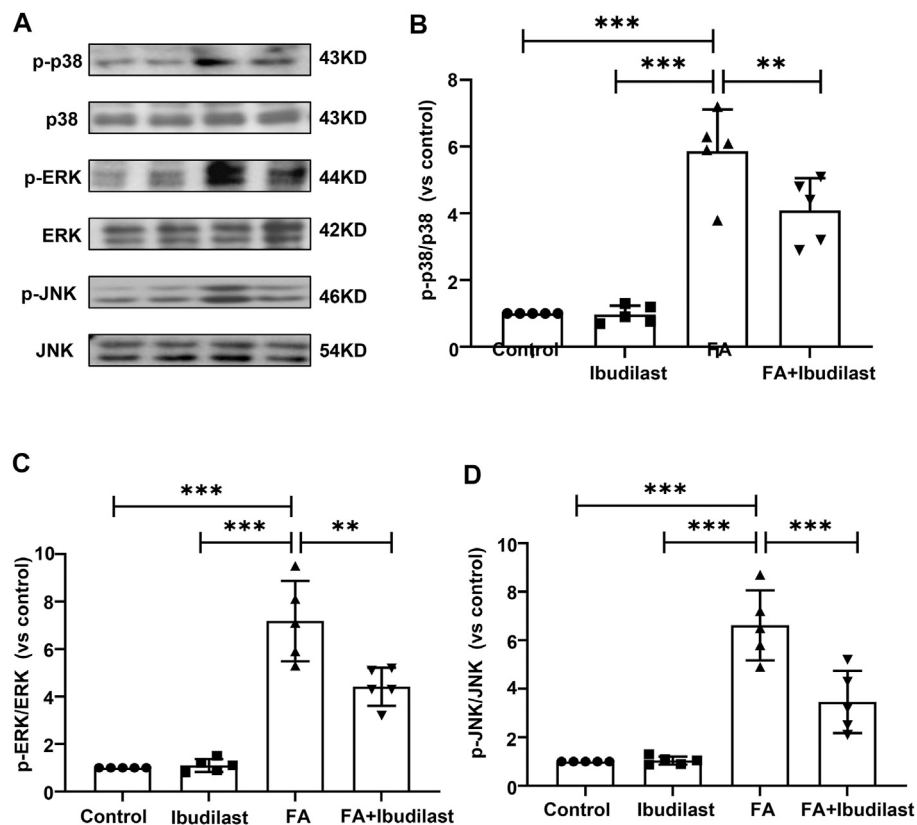 A
p-p38 43KD
p38 43KD
p-ERK 44KD
ERK 42KD
p-JNK 46KD
JNK 54KD
B
***
*** **
p-p38/p38 (vs control)
8
6
4
2
0
Control FA
Ibudilast FA+Ibudilast
C
***
*** **
p-ERK/ERK (vs control)
10
8
6
4
2
0
Control Ibudilast FA FA+Ibudilast
D
***
*** ***
p-JNK/JNK (vs control)
10
8
6
4
2
0
Control Ibudilast FA FA+Ibudilast